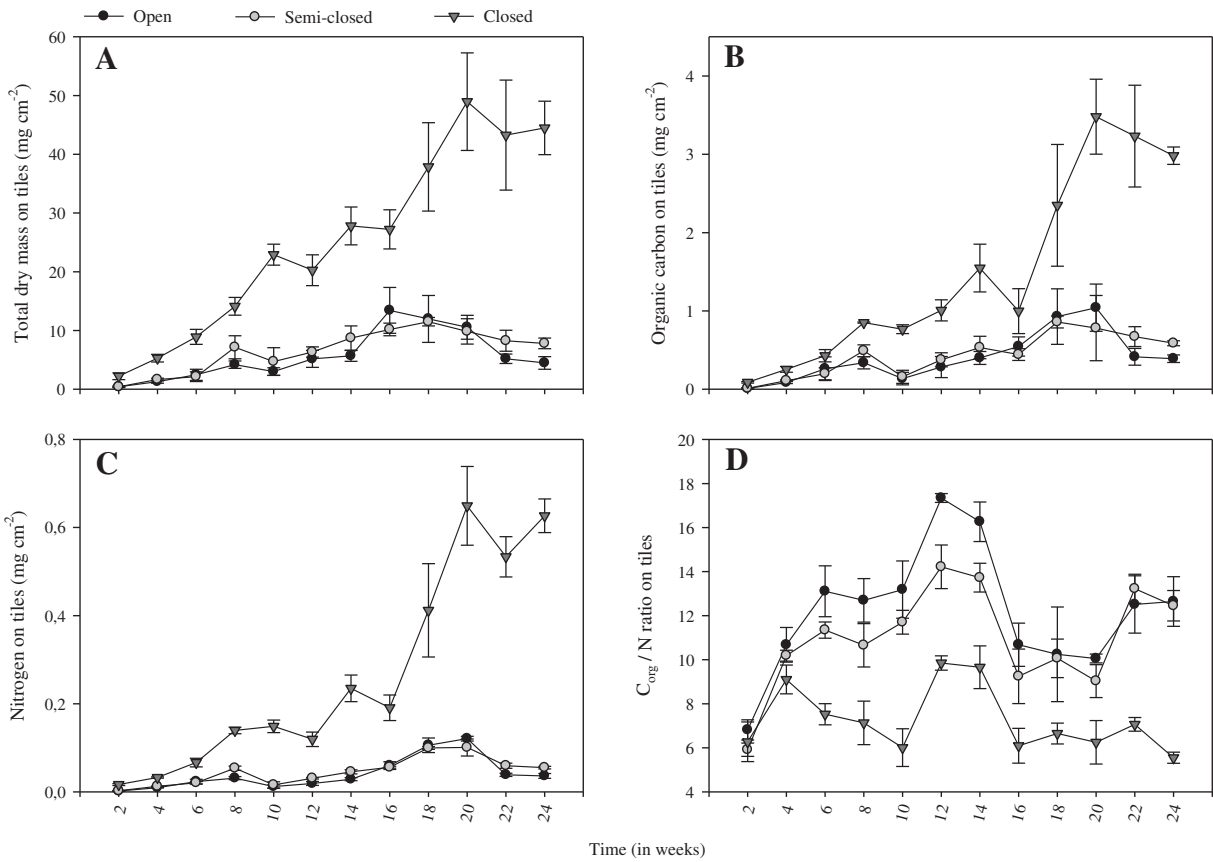 Open Semi-closed Closed
A
Total dry mass on tiles (mg cm⁻²)
60
50
40
30
20
10
0
B
Organic carbon on tiles (mg cm⁻²)
4
3
2
1
0
C
Nitrogen on tiles (mg cm⁻²)
0,8
0,6
0,4
0,2
0,0
2 4 6 8 10 12 14 16 18 20 22 24
D
C_org / N ratio on tiles
20
18
16
14
12
10
8
6
4
2 4 6 8 10 12 14 16 18 20 22 24
Time (in weeks)